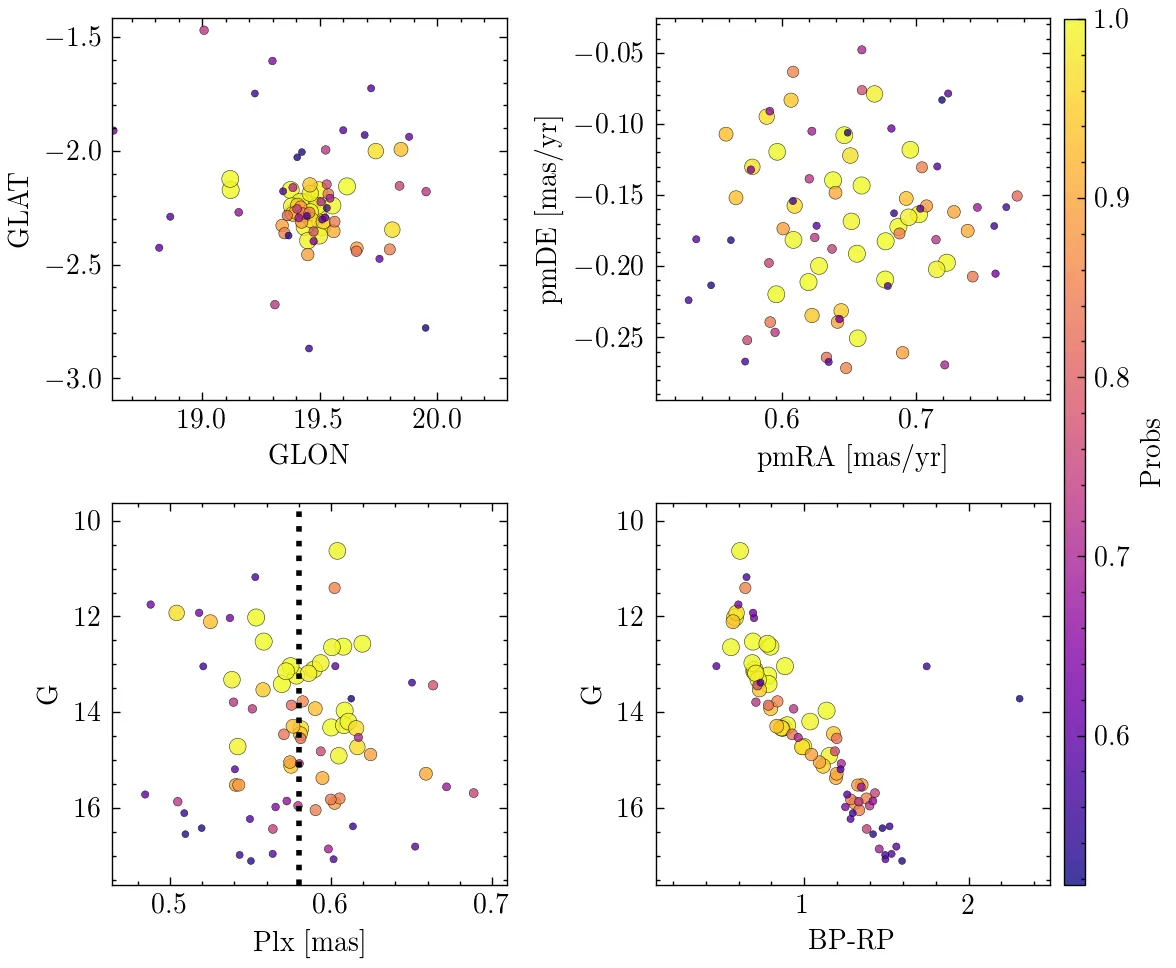 −1.5
−2.0
−2.5
−3.0
GLAT
19.0 19.5 20.0
GLON
−0.05
−0.10
−0.15
−0.20
−0.25
pmDE [mas/yr]
0.6 0.7
pmRA [mas/yr]
1.0
0.9
0.8
0.7
0.6
Probs
10
12
14
16
G
0.5 0.6 0.7
Plx [mas]
10
12
14
16
G
1 2
BP-RP